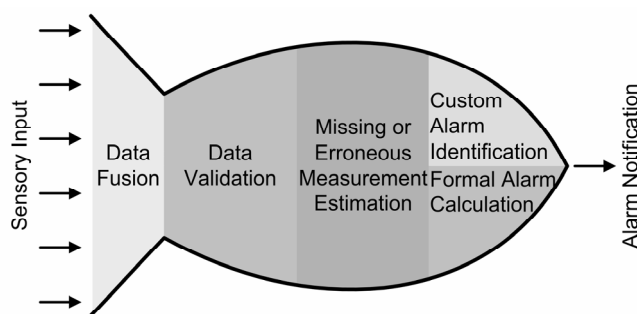 Sensory Input
Data
Fusion
Data
Validation
Missing or
Erroneous
Measurement
Estimation
Custom
Alarm
Identification
Formal Alarm
Calculation
Alarm Notification